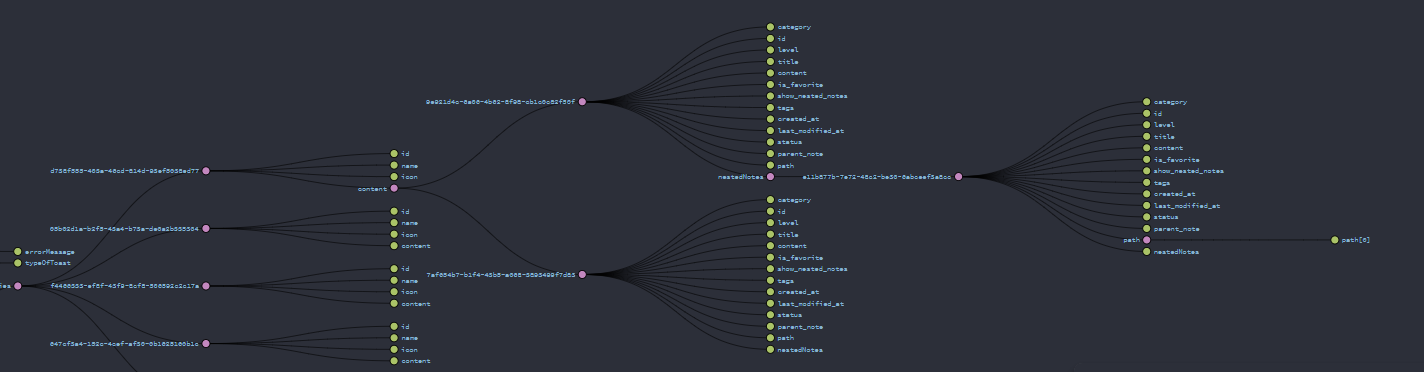 category
id
level
title
content
is_favorite
show_nested_notes
tags
created_at
last_modified_at
status
parent_note
path
nestedNotes
category
id
level
title
content
is_favorite
show_nested_notes
tags
created_at
last_modified_at
status
parent_note
path
nestedNotes
path[0]
id
name
icon
content
id
name
icon
content
errorMessage
typeOfToast
id
name
icon
content
id
name
icon
content
category
id
level
title
content
is_favorite
show_nested_notes
tags
created_at
last_modified_at
status
parent_note
path
nestedNotes